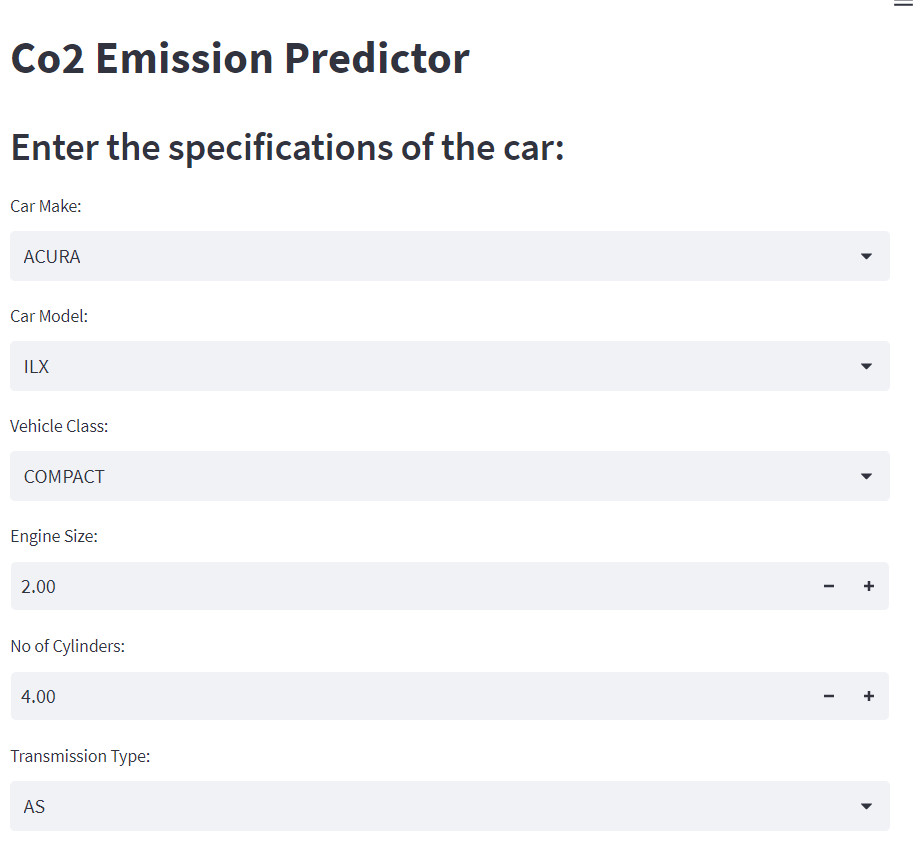 Co2 Emission Predictor
Enter the specifications of the car:
Car Make:
ACURA
Car Model:
ILX
Vehicle Class:
COMPACT
Engine Size:
2.00
No of Cylinders:
4.00
Transmission Type:
AS